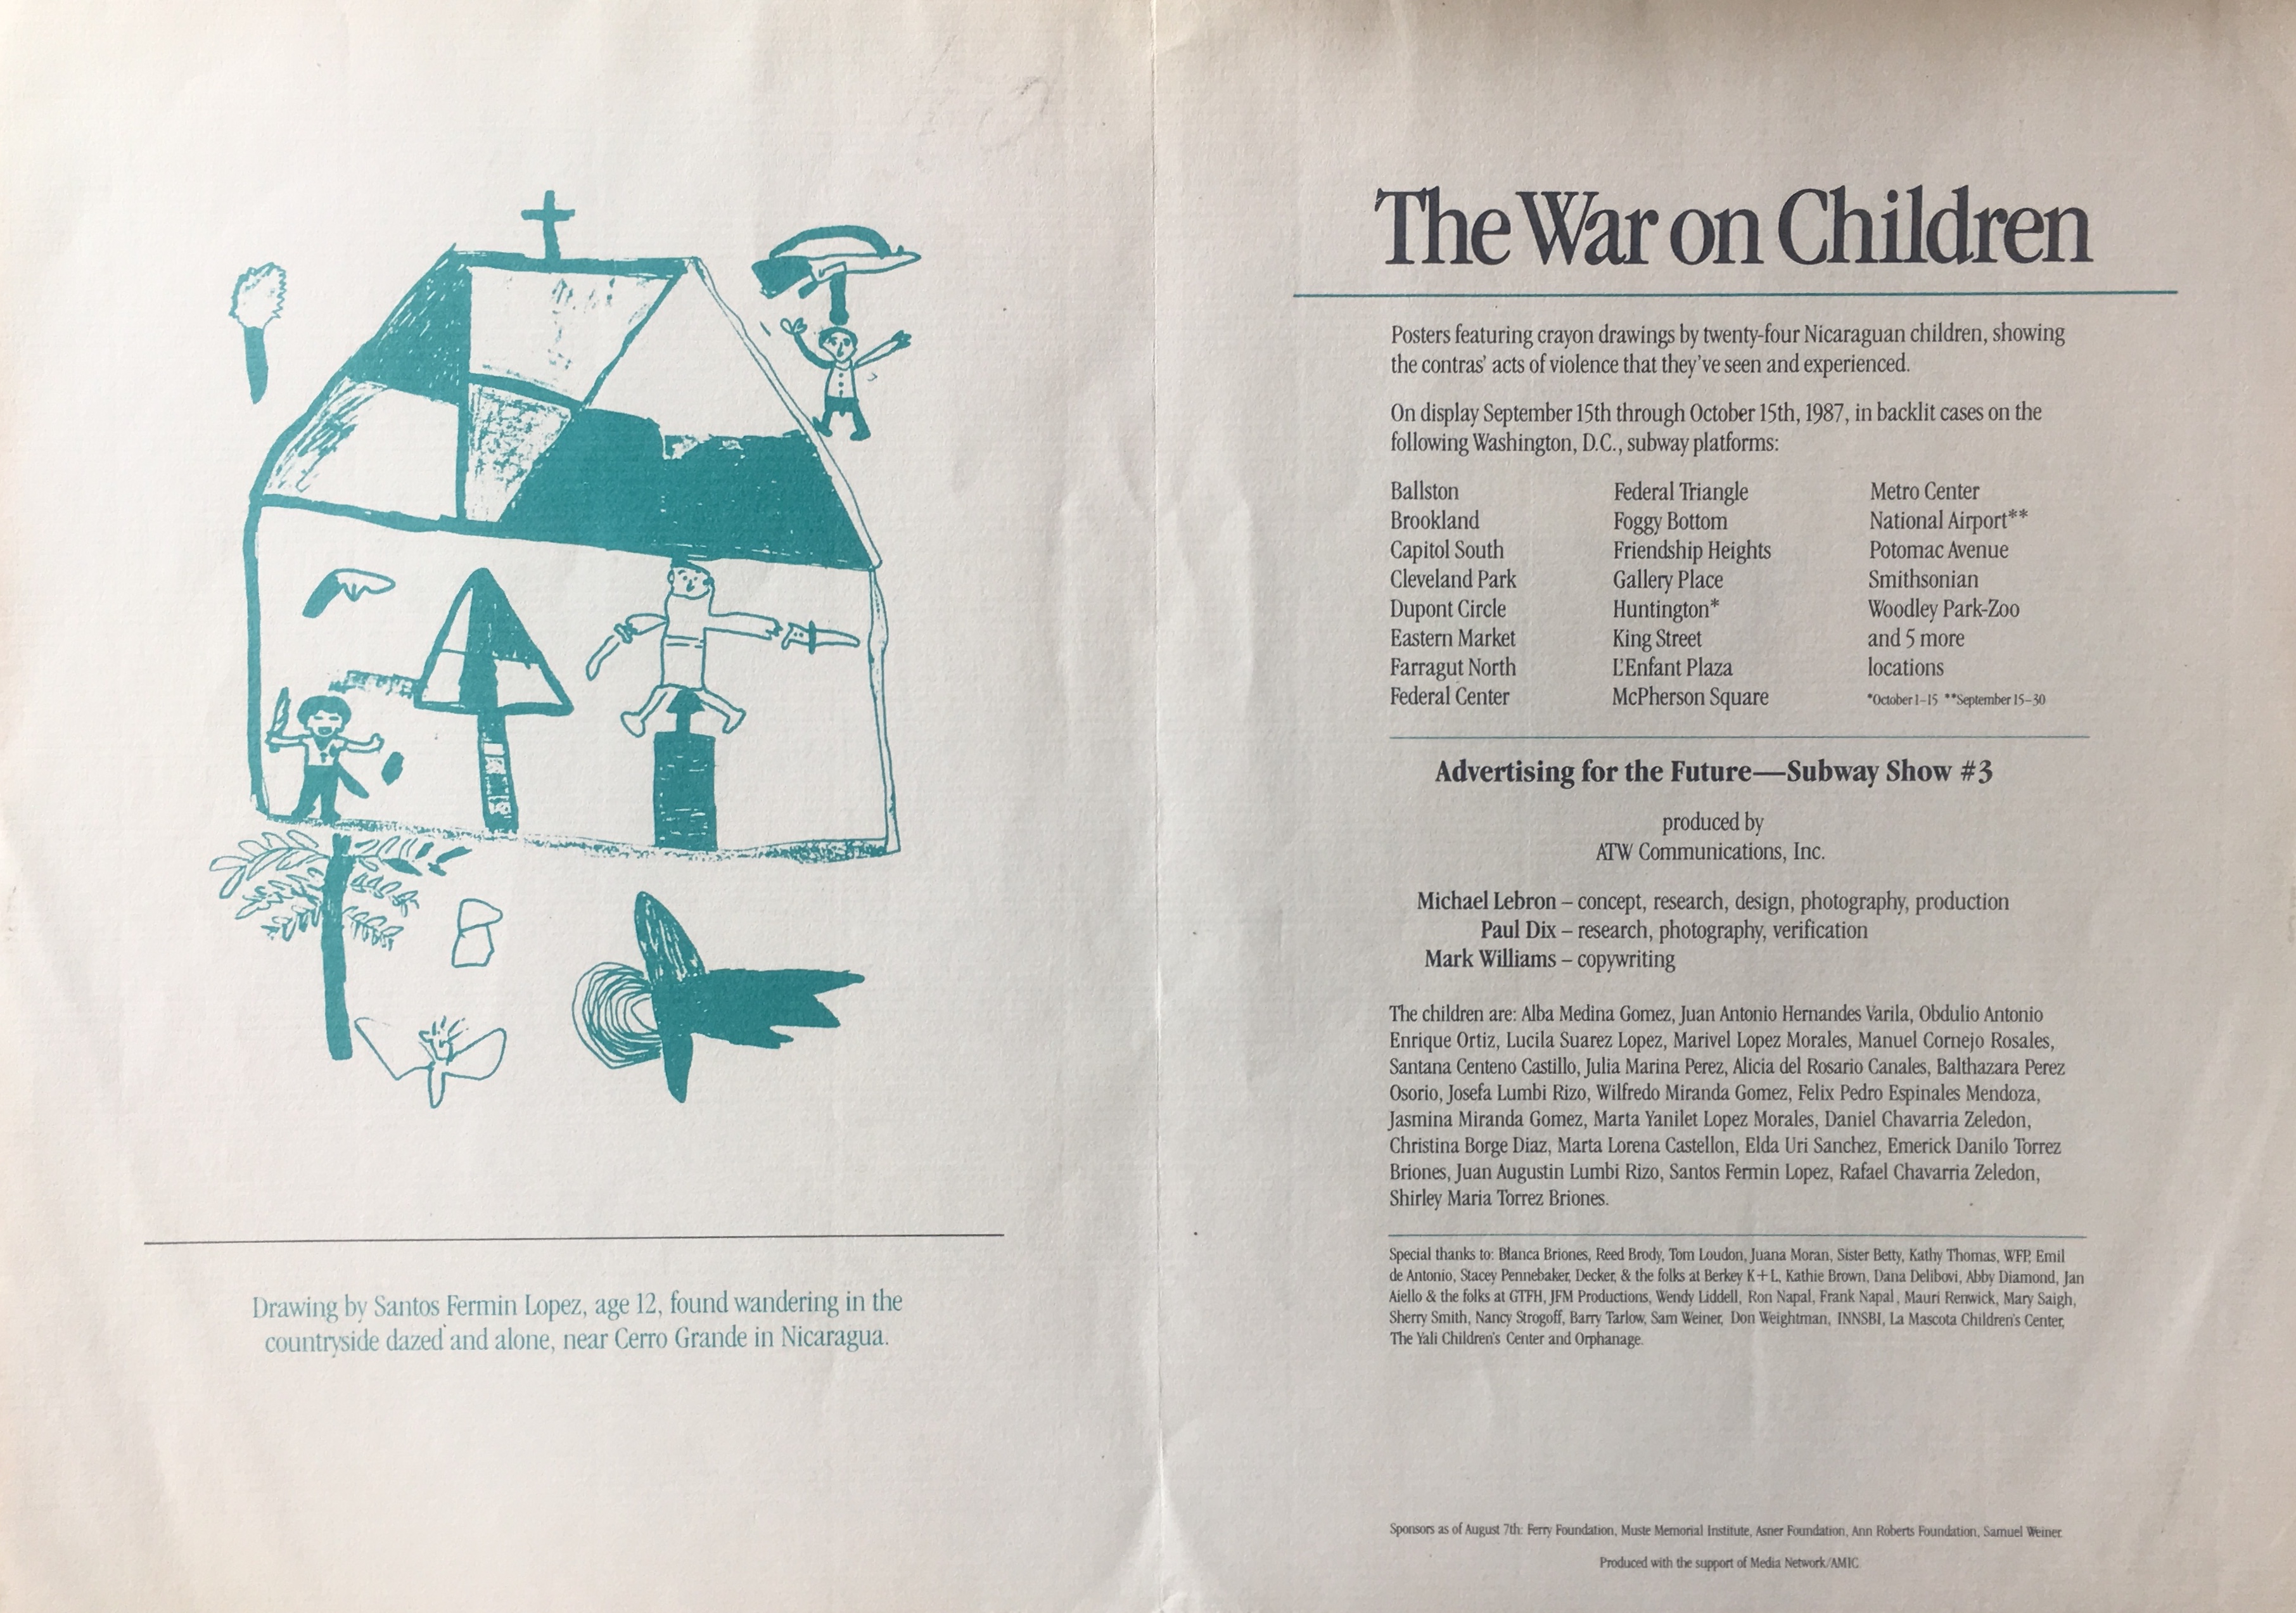 Drawing by Santos Fermin Lopez, age 12, found wandering in the
countryside dazed and alone, near Cerro Grande in Nicaragua.
The War on Children
Posters featuring crayon drawings by twenty-four Nicaraguan children, showing
the contras' acts of violence that they've seen and experienced.
On display September 15th through October 15th, 1987, in backlit cases on the
following Washington, D.C., subway platforms:
Ballston
Brookland
Capitol South
Cleveland Park
Dupont Circle
Eastern Market
Farragut North
Federal Center
Federal Triangle
Foggy Bottom
Friendship Heights
Gallery Place
Huntington*
King Street
L'Enfant Plaza
McPherson Square
Metro Center
National Airport**
Potomac Avenue
Smithsonian
Woodley Park-Zoo
and 5 more
locations
*October 1–15 **September 15–30
Advertising for the Future—Subway Show #3
produced by
ATW Communications, Inc.
Michael Lebron – concept, research, design, photography, production
Paul Dix – research, photography, verification
Mark Williams – copywriting
The children are: Alba Medina Gomez, Juan Antonio Hernandes Varila, Obdulio Antonio
Enrique Ortiz, Lucila Suarez Lopez, Marivel Lopez Morales, Manuel Cornejo Rosales,
Santana Centeno Castillo, Julia Marina Perez, Alicia del Rosario Canales, Balthazara Perez
Osorio, Josefa Lumbi Rizo, Wilfredo Miranda Gomez, Felix Pedro Espinales Mendoza,
Jasmina Miranda Gomez, Marta Yanilet Lopez Morales, Daniel Chavarria Zeledon,
Christina Borge Diaz, Marta Lorena Castellon, Elda Uri Sanchez, Emerick Danilo Torrez
Briones, Juan Augustin Lumbi Rizo, Santos Fermin Lopez, Rafael Chavarria Zeledon,
Shirley Maria Torrez Briones.
Special thanks to: Blanca Briones, Reed Brody, Tom Loudon, Juana Moran, Sister Betty, Kathy Thomas, WFP, Emil
de Antonio, Stacey Pennebaker, Decker, & the folks at Berkey K+L, Kathie Brown, Dana Delibovi, Abby Diamond, Jan
Aiello & the folks at GTFH, JFM Productions, Wendy Liddell, Ron Napal, Frank Napal, Mauri Renwick, Mary Saigh,
Sherry Smith, Nancy Strogoff, Barry Tarlow, Sam Weiner, Don Weightman, INNSBI, La Mascota Children's Center,
The Yali Children's Center and Orphanage.
Sponsors as of August 7th: Ferry Foundation, Muste Memorial Institute, Asner Foundation, Ann Roberts Foundation, Samuel Weiner.
Produced with the support of Media Network/AMIC